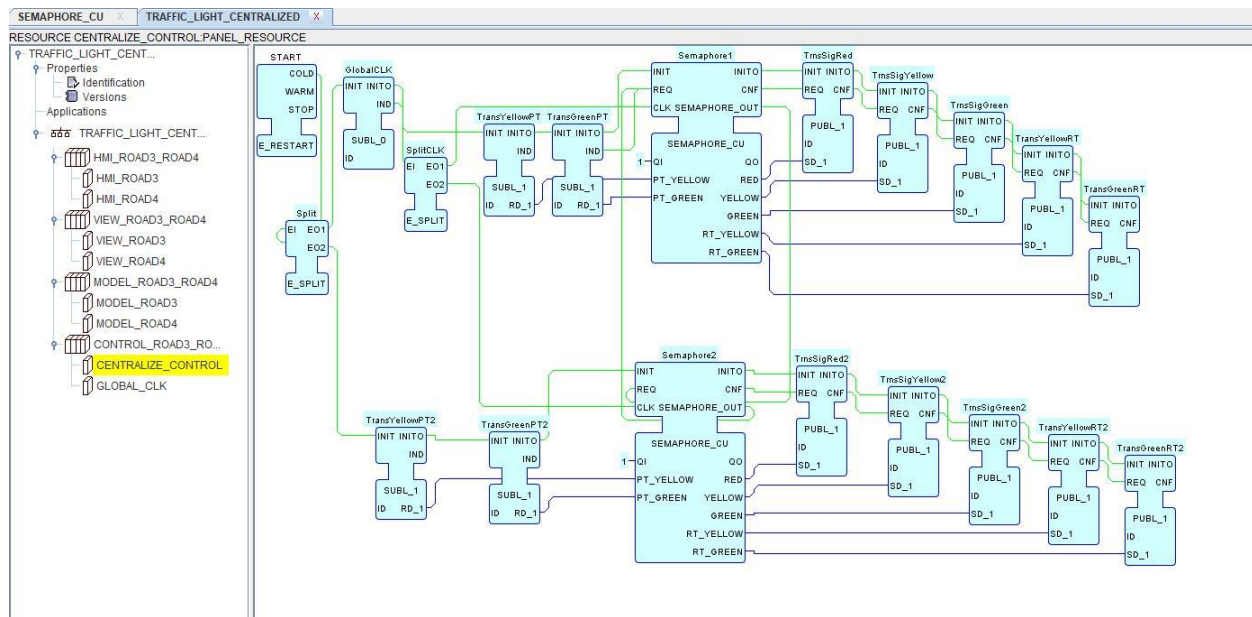 SEMAPHORE_CU X TRAFFIC_LIGHT_CENTRALIZED X
RESOURCE CENTRALIZE_CONTROL:PANEL_RESOURCE
TRAFFIC_LIGHT_CENT...
Properties
Identification
Versions
Applications
TRAFFIC_LIGHT_CENT...
HMI_ROAD3_ROAD4
HMI_ROAD3
HMI_ROAD4
VIEW_ROAD3_ROAD4
VIEW_ROAD3
VIEW_ROAD4
MODEL_ROAD3_ROAD4
MODEL_ROAD3
MODEL_ROAD4
CONTROL_ROAD3_RO...
CENTRALIZE_CONTROL
GLOBAL_CLK
START
COLD
WARM
STOP
E_RESTART
Split
EI EO1
EO2
E_SPLIT
GlobalCLK
INIT INITO
IND
SUBL_0
ID
SplitCLK
EI EO1
EO2
E_SPLIT
TransYellowPT
INIT INITO
IND
SUBL_1
ID RD_1
TransGreenPT
INIT INITO
IND
SUBL_1
ID RD_1
Semaphore1
INIT INITO
REQ CNF
CLK SEMAPHORE_OUT
SEMAPHORE_CU
1 QI QO
PT_YELLOW RED
PT_GREEN YELLOW
GREEN
RT_YELLOW
RT_GREEN
TrnsSigRed
INIT INITO
REQ CNF
PUBL_1
ID
SD_1
TrnsSigYellow
INIT INITO
REQ CNF
PUBL_1
ID
SD_1
TrnsSigGreen
INIT INITO
REQ CNF
PUBL_1
ID
SD_1
TransYellowRT
INIT INITO
REQ CNF
PUBL_1
ID
SD_1
TransGreenRT
INIT INITO
REQ CNF
PUBL_1
ID
SD_1
TransYellowPT2
INIT INITO
IND
SUBL_1
ID RD_1
TransGreenPT2
INIT INITO
IND
SUBL_1
ID RD_1
Semaphore2
INIT INITO
REQ CNF
CLK SEMAPHORE_OUT
SEMAPHORE_CU
1 QI QO
PT_YELLOW RED
PT_GREEN YELLOW
GREEN
RT_YELLOW
RT_GREEN
TrnsSigRed2
INIT INITO
REQ CNF
PUBL_1
ID
SD_1
TrnsSigYellow2
INIT INITO
REQ CNF
PUBL_1
ID
SD_1
TrnsSigGreen2
INIT INITO
REQ CNF
PUBL_1
ID
SD_1
TransYellowRT2
INIT INITO
REQ CNF
PUBL_1
ID
SD_1
TransGreenRT2
INIT INITO
REQ CNF
PUBL_1
ID
SD_1